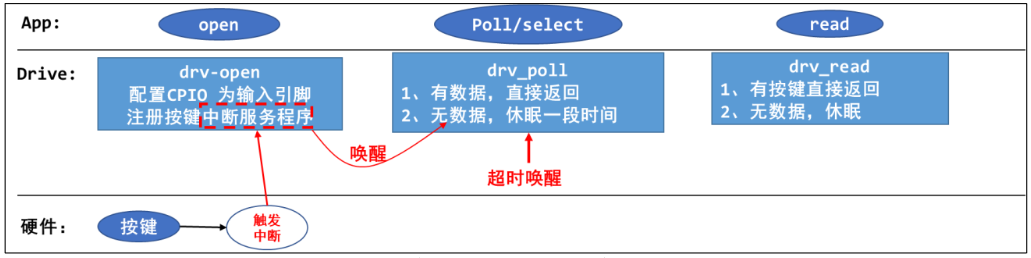 App:
open
Poll/select
read
Drive:
drv-open
配置CPIO 为输入引脚
注册按键中断服务程序
drv_poll
1、有数据，直接返回
2、无数据，休眠一段时间
drv_read
1、有按键直接返回
2、无数据，休眠
唤醒
超时唤醒
硬件:
按键
触发
中断